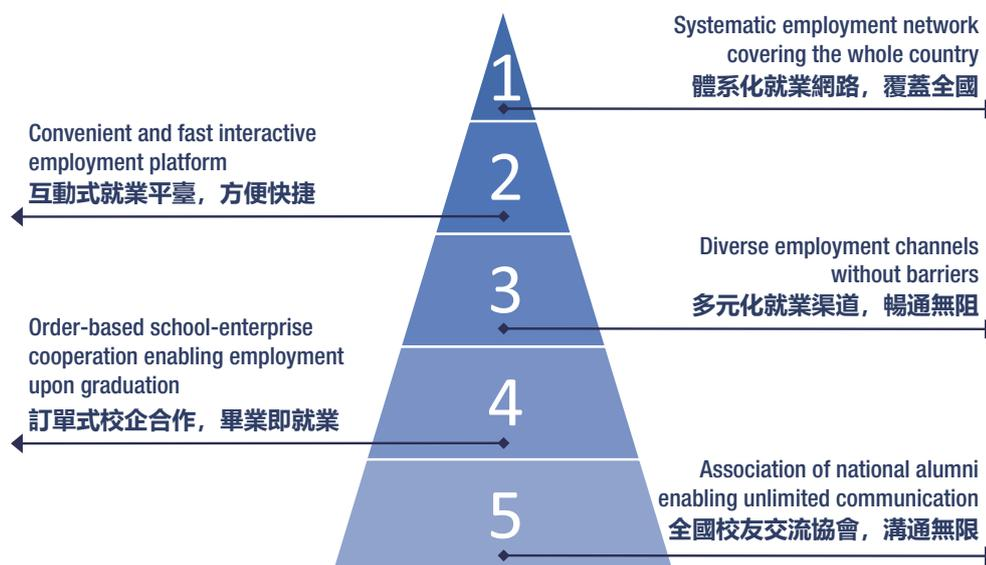 1
Systematic employment network
covering the whole country
體系化就業網路，覆蓋全國
2
Convenient and fast interactive
employment platform
互動式就業平臺，方便快捷
3
Diverse employment channels
without barriers
多元化就業渠道，暢通無阻
4
Order-based school-enterprise
cooperation enabling employment
upon graduation
訂單式校企合作，畢業即就業
5
Association of national alumni
enabling unlimited communication
全國校友交流協會，溝通無限